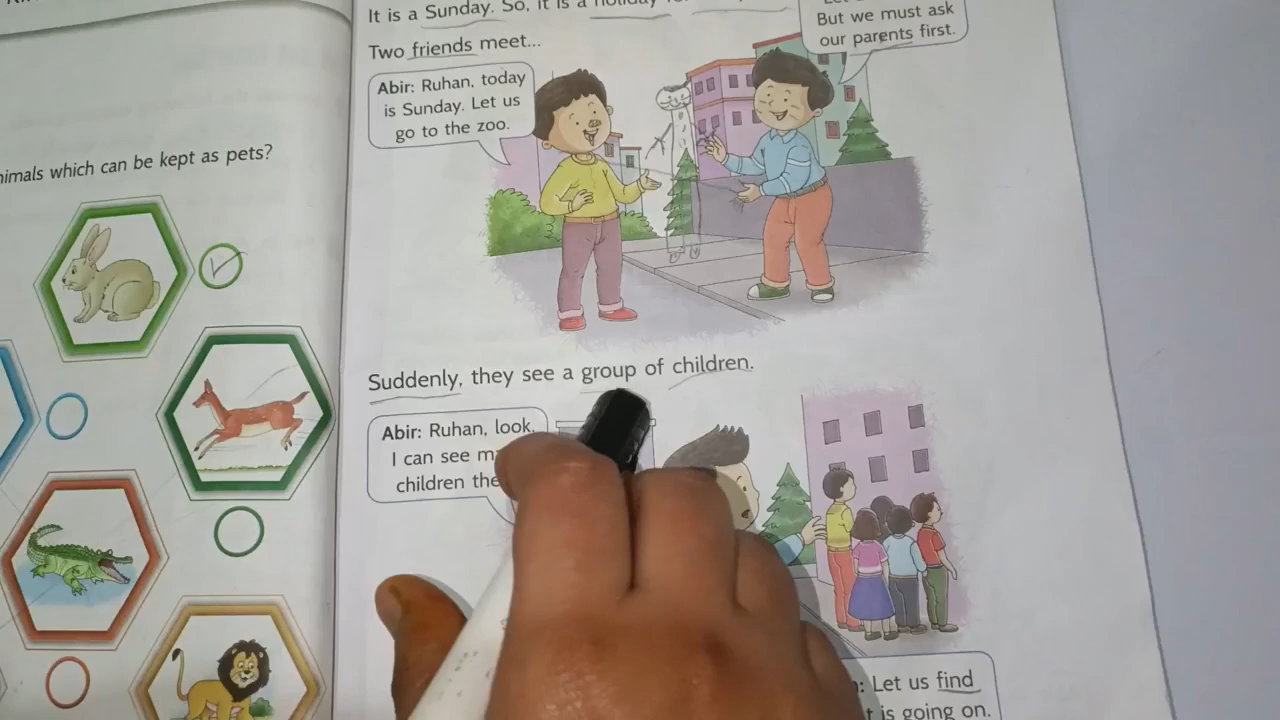 nimals which can be kept as pets?
It is a Sunday. So, it is a holiday
Two friends meet...
Abir: Ruhan, today
is Sunday. Let us
go to the zoo.
But we must ask
our parents first.
Suddenly, they see a group of children.
Abir: Ruhan, look.
I can see
children
: Let us find
is going on.